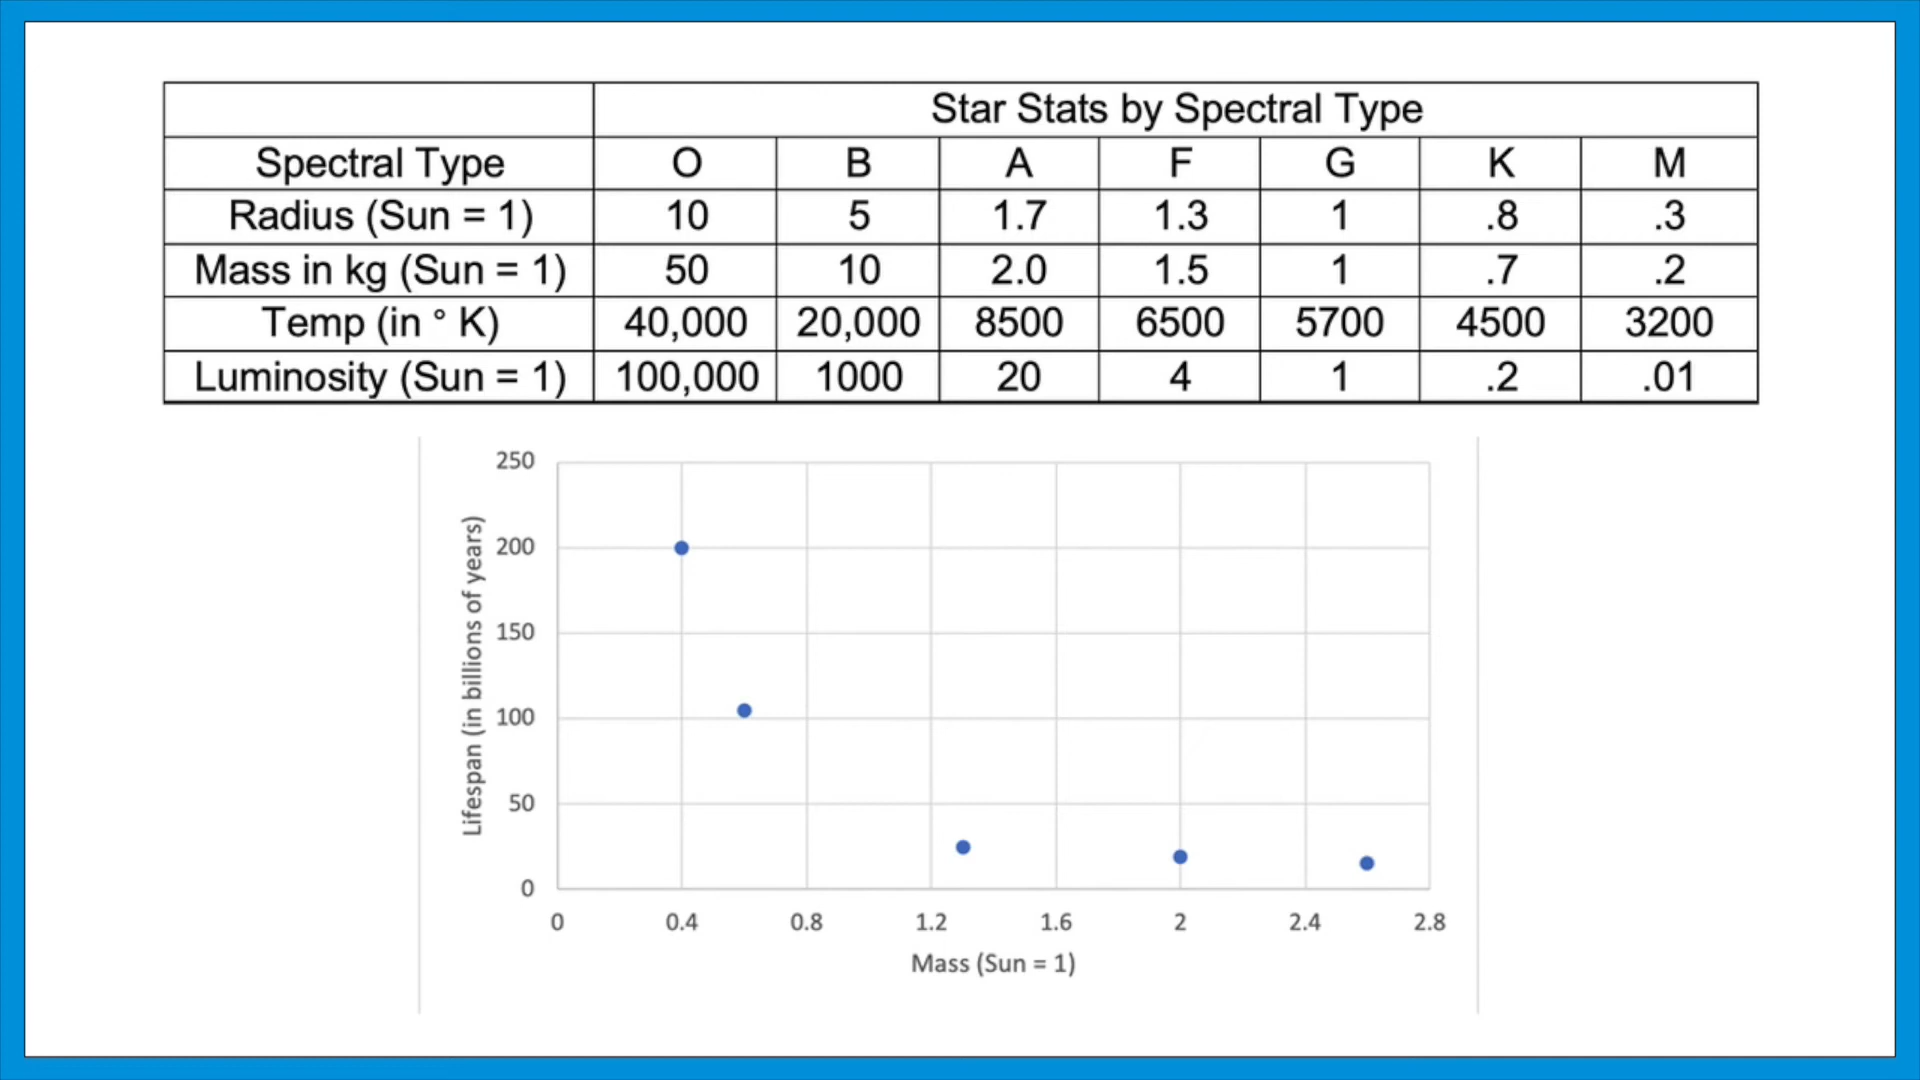 Star Stats by Spectral Type
Spectral Type O B A F G K M
Radius (Sun = 1) 10 5 1.7 1.3 1 .8 .3
Mass in kg (Sun = 1) 50 10 2.0 1.5 1 .7 .2
Temp (in ° K) 40,000 20,000 8500 6500 5700 4500 3200
Luminosity (Sun = 1) 100,000 1000 20 4 1 .2 .01
Lifespan (in billions of years)
250
200
150
100
50
0
0 0.4 0.8 1.2 1.6 2 2.4 2.8
Mass (Sun = 1)